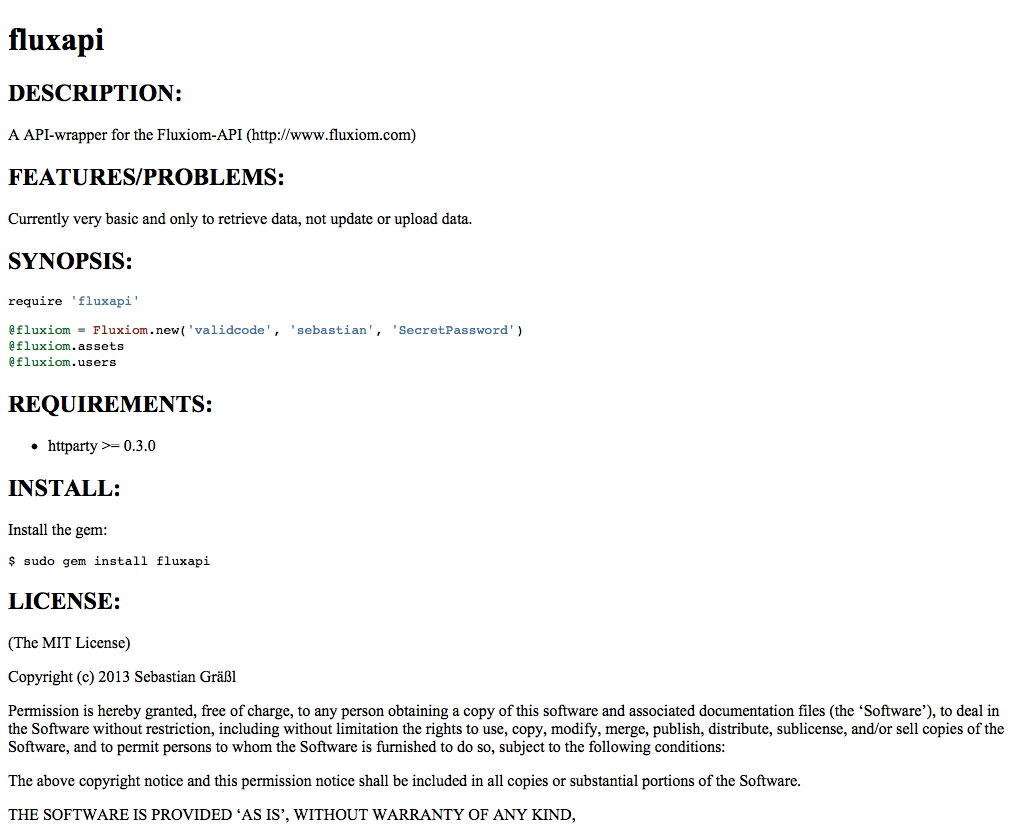 fluxapi
DESCRIPTION:
A API-wrapper for the Fluxiom-API (http://www.fluxiom.com)
FEATURES/PROBLEMS:
Currently very basic and only to retrieve data, not update or upload data.
SYNOPSIS:
require 'fluxapi'
@fluxiom = Fluxiom.new('validcode', 'sebastian', 'SecretPassword')
@fluxiom.assets
@fluxiom.users
REQUIREMENTS:
• httparty >= 0.3.0
INSTALL:
Install the gem:
$ sudo gem install fluxapi
LICENSE:
(The MIT License)
Copyright (c) 2013 Sebastian Gräßl
Permission is hereby granted, free of charge, to any person obtaining a copy of this software and associated documentation files (the ‘Software’), to deal in
the Software without restriction, including without limitation the rights to use, copy, modify, merge, publish, distribute, sublicense, and/or sell copies of the
Software, and to permit persons to whom the Software is furnished to do so, subject to the following conditions:
The above copyright notice and this permission notice shall be included in all copies or substantial portions of the Software.
THE SOFTWARE IS PROVIDED ‘AS IS’, WITHOUT WARRANTY OF ANY KIND,